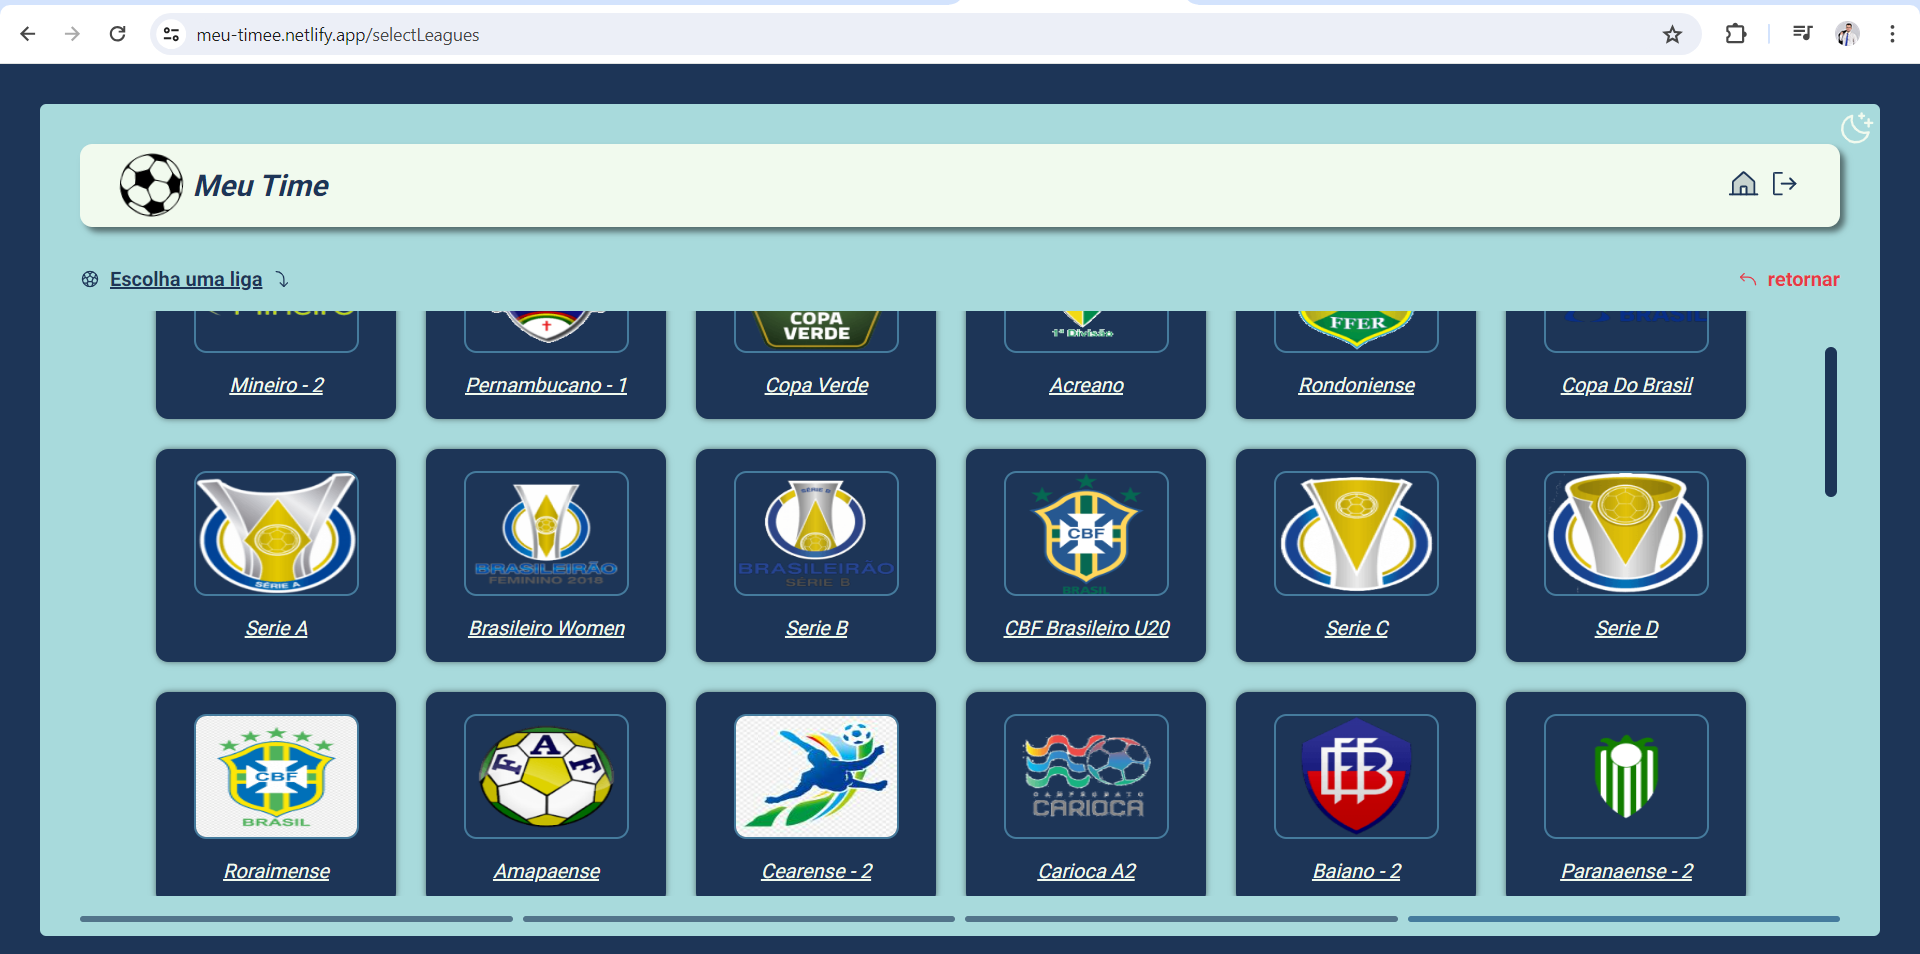 meu-timee.netlify.app/selectLeagues
Meu Time
Escolha uma liga
retornar
COPA
VERDE
1ª Divisão
FFER
BRASIL
Mineiro - 2
Pernambucano - 1
Copa Verde
Acreano
Rondoniense
Copa Do Brasil
SÉRIE A
BRASILEIRÃO
FEMININO 2018
BRASILEIRÃO
SÉRIE B
CBF
BRASIL
Serie A
Brasileiro Women
Serie B
CBF Brasileiro U20
Serie C
Serie D
CBF
BRASIL
F A F
CAMPEONATO
CARIOCA
FFB
Roraimense
Amapaense
Cearense - 2
Carioca A2
Baiano - 2
Paranaense - 2